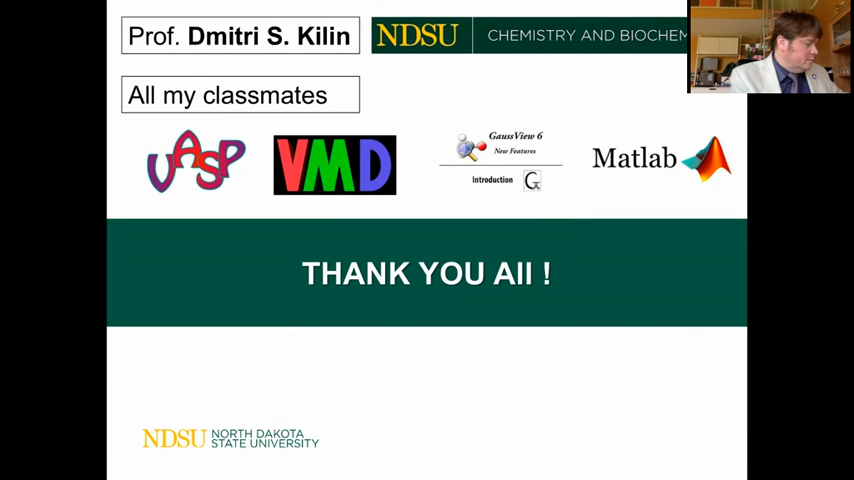 Prof. Dmitri S. Kilin
NDSU CHEMISTRY AND BIOCHEM
All my classmates
VASP
VMD
GaussView 6
New Features
Introduction
Matlab
THANK YOU All !
NDSU NORTH DAKOTA
STATE UNIVERSITY